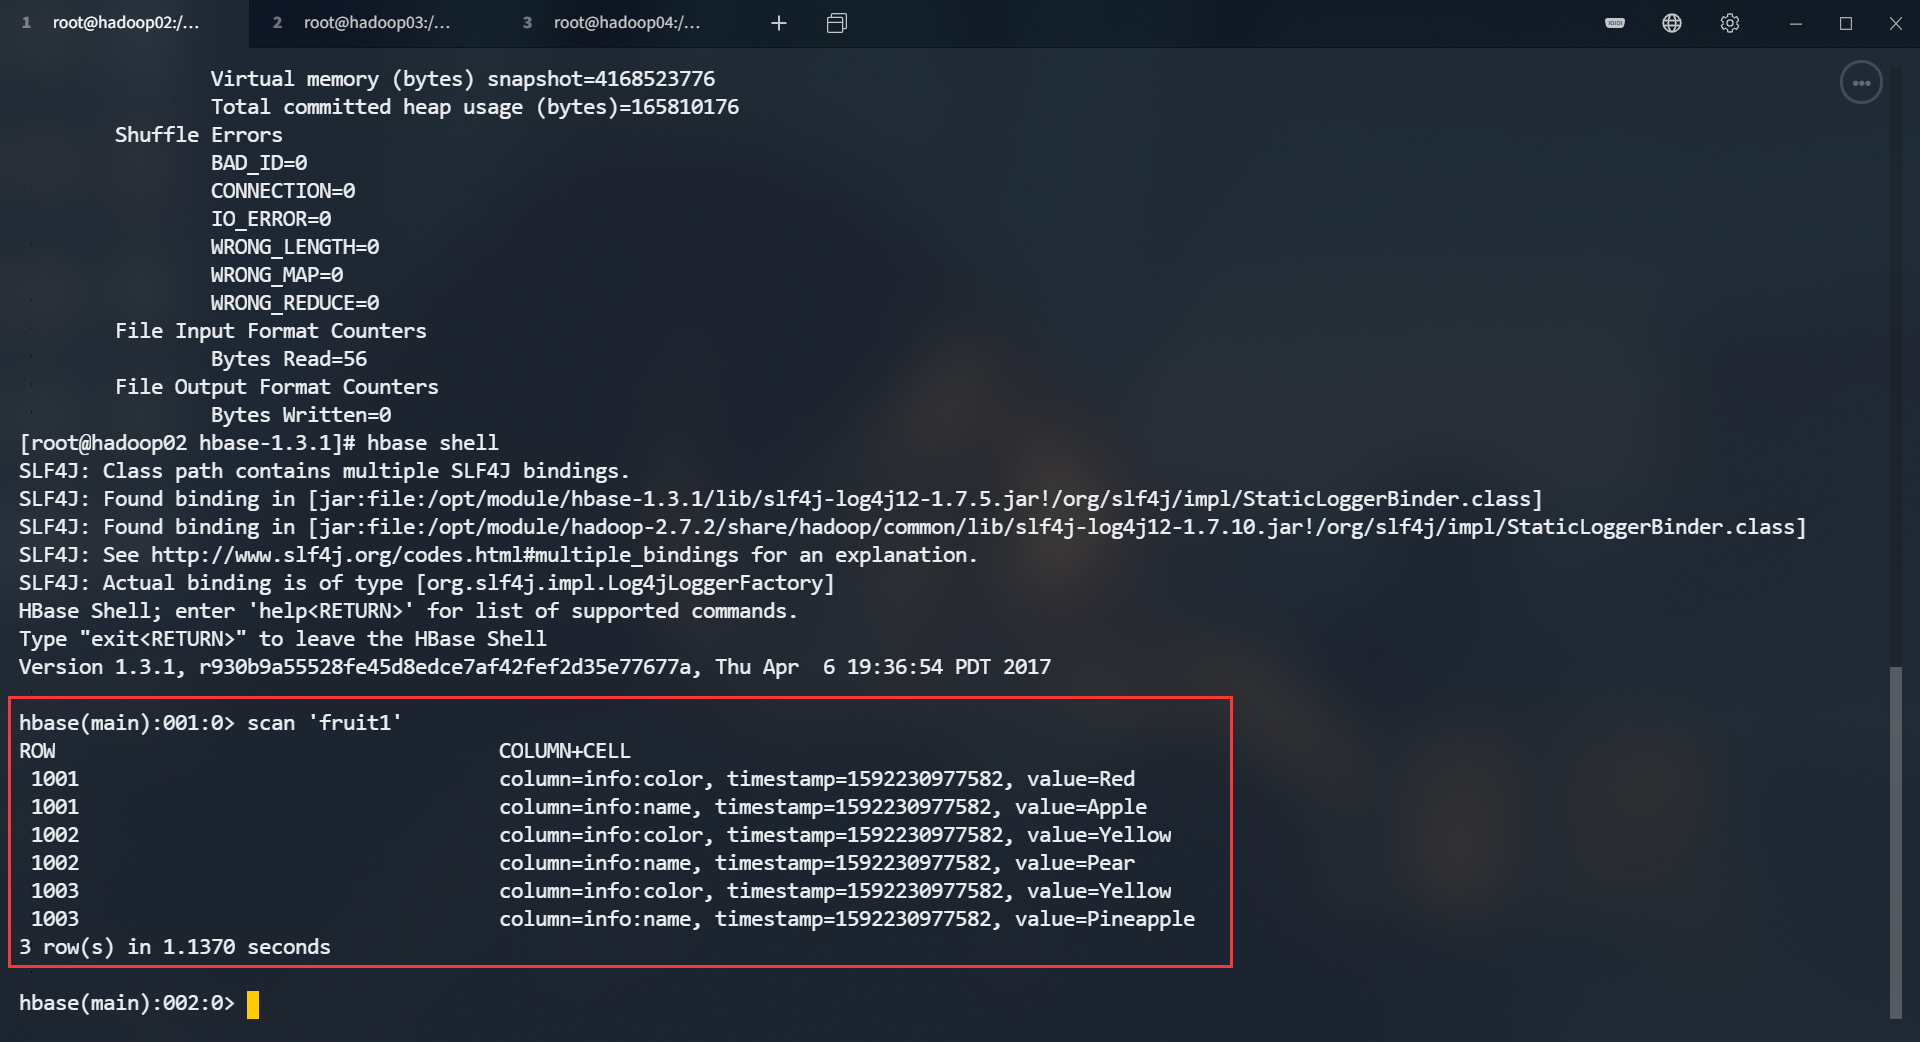 1 root@hadoop02:/... 2 root@hadoop03:/... 3 root@hadoop04:/...
Virtual memory (bytes) snapshot=4168523776
Total committed heap usage (bytes)=165810176
Shuffle Errors
BAD_ID=0
CONNECTION=0
IO_ERROR=0
WRONG_LENGTH=0
WRONG_MAP=0
WRONG_REDUCE=0
File Input Format Counters
Bytes Read=56
File Output Format Counters
Bytes Written=0
[root@hadoop02 hbase-1.3.1]# hbase shell
SLF4J: Class path contains multiple SLF4J bindings.
SLF4J: Found binding in [jar:file:/opt/module/hbase-1.3.1/lib/slf4j-log4j12-1.7.5.jar!/org/slf4j/impl/StaticLoggerBinder.class]
SLF4J: Found binding in [jar:file:/opt/module/hadoop-2.7.2/share/hadoop/common/lib/slf4j-log4j12-1.7.10.jar!/org/slf4j/impl/StaticLoggerBinder.class]
SLF4J: See http://www.slf4j.org/codes.html#multiple_bindings for an explanation.
SLF4J: Actual binding is of type [org.slf4j.impl.Log4jLoggerFactory]
HBase Shell; enter 'help<RETURN>' for list of supported commands.
Type "exit<RETURN>" to leave the HBase Shell
Version 1.3.1, r930b9a55528fe45d8edce7af42fef2d35e77677a, Thu Apr  6 19:36:54 PDT 2017
hbase(main):001:0> scan 'fruit1'
ROW COLUMN+CELL
1001 column=info:color, timestamp=1592230977582, value=Red
1001 column=info:name, timestamp=1592230977582, value=Apple
1002 column=info:color, timestamp=1592230977582, value=Yellow
1002 column=info:name, timestamp=1592230977582, value=Pear
1003 column=info:color, timestamp=1592230977582, value=Yellow
1003 column=info:name, timestamp=1592230977582, value=Pineapple
3 row(s) in 1.1370 seconds
hbase(main):002:0>